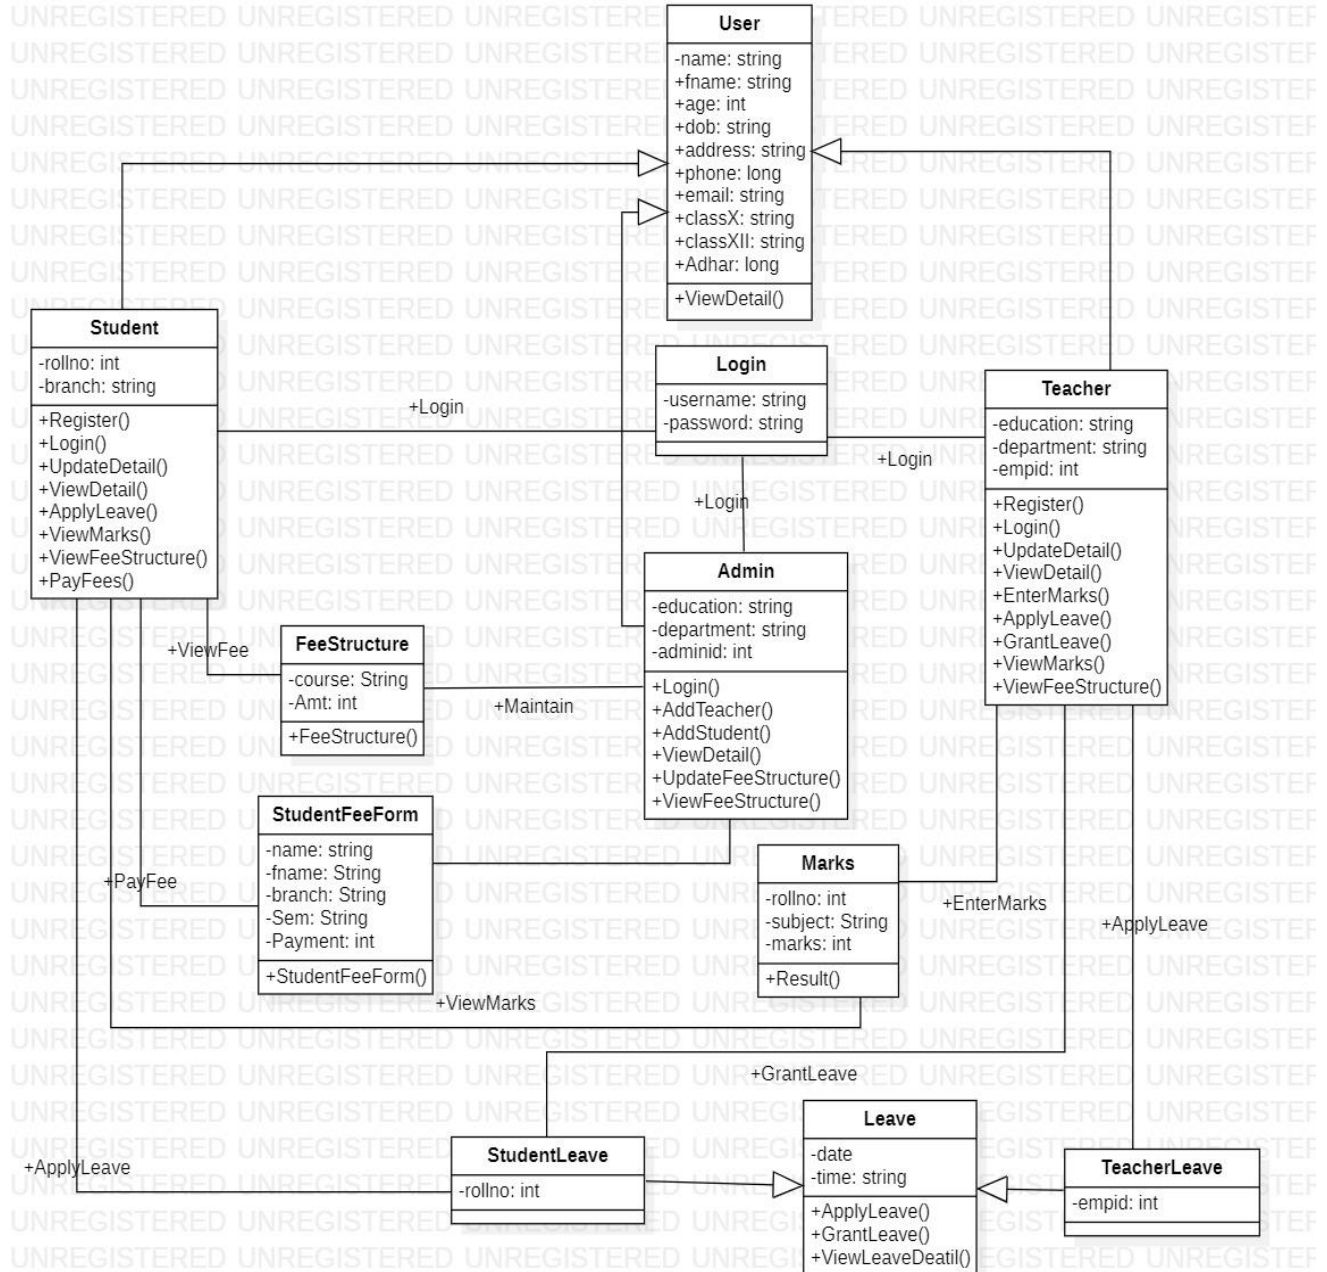 User
-name: string
+fname: string
+age: int
+dob: string
+address: string
+phone: long
+email: string
+classX: string
+classXII: string
+Adhar: long
+ViewDetail()
Student
-rollno: int
-branch: string
+Register()
+Login()
+UpdateDetail()
+ViewDetail()
+ApplyLeave()
+ViewMarks()
+ViewFeeStructure()
+PayFees()
+Login
Login
-username: string
-password: string
+Login
+Login
Teacher
-education: string
-department: string
-empid: int
+Register()
+Login()
+UpdateDetail()
+ViewDetail()
+EnterMarks()
+ApplyLeave()
+GrantLeave()
+ViewMarks()
+ViewFeeStructure()
Admin
-education: string
-department: string
-adminid: int
+Login()
+AddTeacher()
+AddStudent()
+ViewDetail()
+UpdateFeeStructure()
+ViewFeeStructure()
+ViewFee
FeeStructure
-course: String
-Amt: int
+FeeStructure()
+Maintain
StudentFeeForm
-name: string
-fname: String
-branch: String
-Sem: String
-Payment: int
+StudentFeeForm()
+PayFee
Marks
-rollno: int
-subject: String
-marks: int
+Result()
+EnterMarks
+ApplyLeave
+ViewMarks
+GrantLeave
+ApplyLeave
StudentLeave
-rollno: int
Leave
-date
-time: string
+ApplyLeave()
+GrantLeave()
+ViewLeaveDeatil()
TeacherLeave
-empid: int
UNREGISTERED